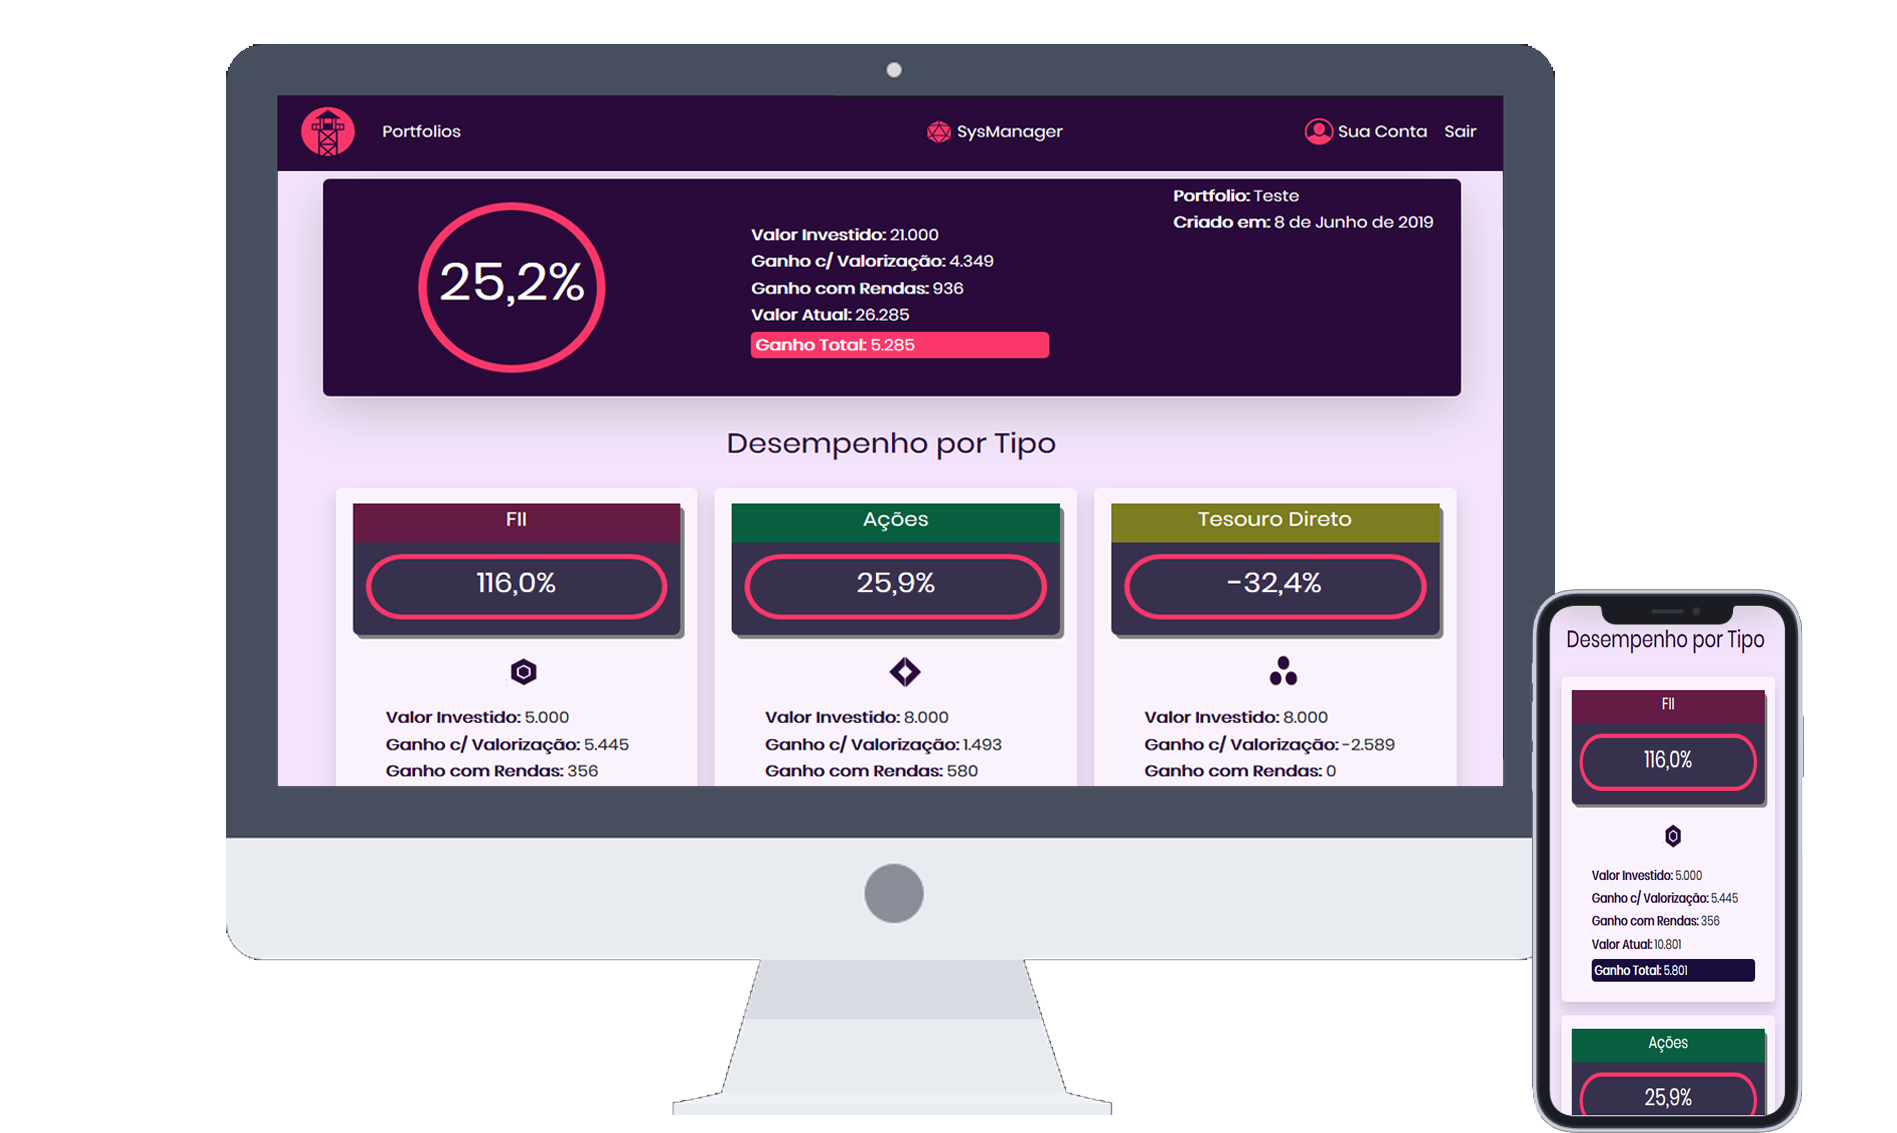 Portfolios
SysManager
Sua Conta
Sair
25,2%
Valor Investido: 21.000
Ganho c/ Valorização: 4.349
Ganho com Rendas: 936
Valor Atual: 26.285
Ganho Total: 5.285
Portfolio: Teste
Criado em: 8 de Junho de 2019
Desempenho por Tipo
FII
116,0%
Valor Investido: 5.000
Ganho c/ Valorização: 5.445
Ganho com Rendas: 356
Ações
25,9%
Valor Investido: 8.000
Ganho c/ Valorização: 1.493
Ganho com Rendas: 580
Tesouro Direto
-32,4%
Valor Investido: 8.000
Ganho c/ Valorização: -2.589
Ganho com Rendas: 0
Desempenho por Tipo
FII
116,0%
Valor Investido: 5.000
Ganho c/ Valorização: 5.445
Ganho com Rendas: 356
Valor Atual: 10.801
Ganho Total: 5.801
Ações
25,9%